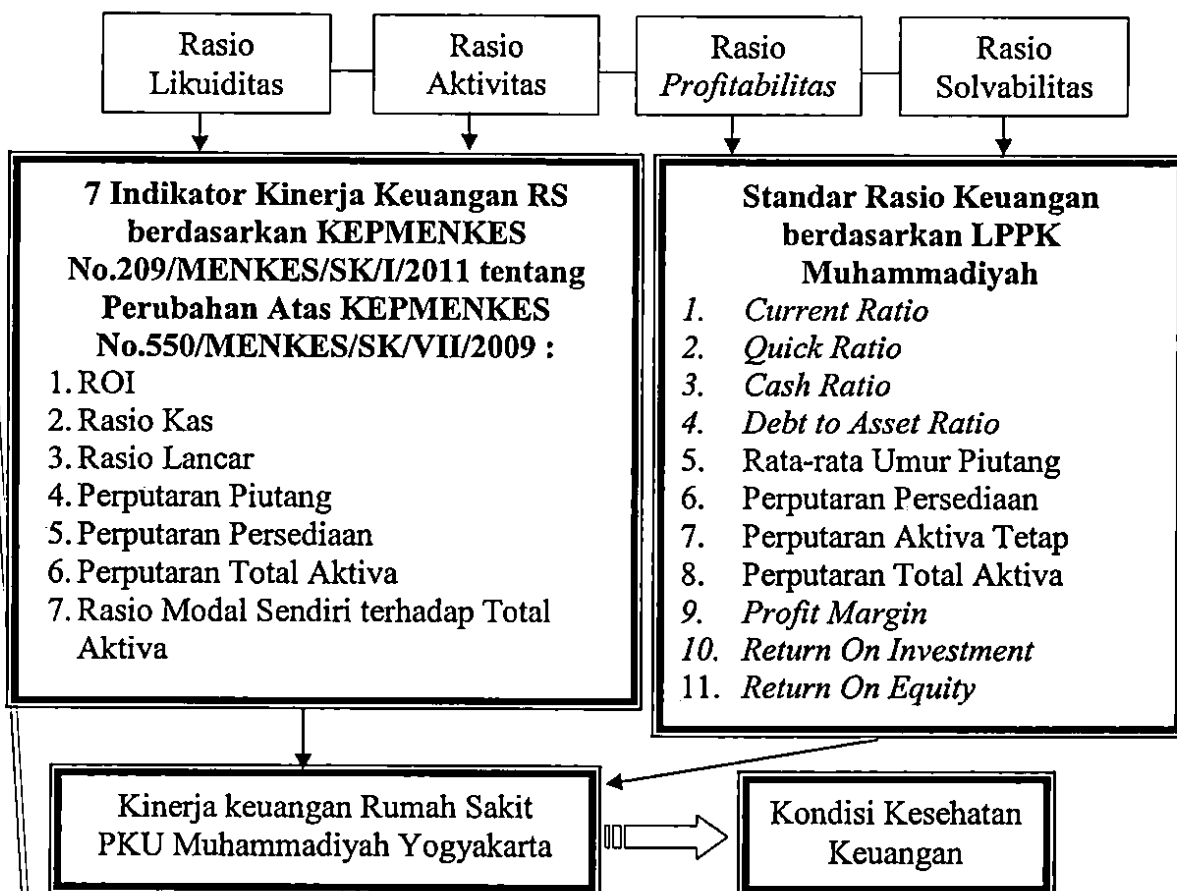 Rasio
Likuiditas
Rasio
Aktivitas
Rasio
Profitabilitas
Rasio
Solvabilitas
7 Indikator Kinerja Keuangan RS
berdasarkan KEPMENKES
No.209/MENKES/SK/I/2011 tentang
Perubahan Atas KEPMENKES
No.550/MENKES/SK/VII/2009 :
1. ROI
2. Rasio Kas
3. Rasio Lancar
4. Perputaran Piutang
5. Perputaran Persediaan
6. Perputaran Total Aktiva
7. Rasio Modal Sendiri terhadap Total
Aktiva
Standar Rasio Keuangan
berdasarkan LPPK
Muhammadiyah
1. Current Ratio
2. Quick Ratio
3. Cash Ratio
4. Debt to Asset Ratio
5. Rata-rata Umur Piutang
6. Perputaran Persediaan
7. Perputaran Aktiva Tetap
8. Perputaran Total Aktiva
9. Profit Margin
10. Return On Investment
11. Return On Equity
Kinerja keuangan Rumah Sakit
PKU Muhammadiyah Yogyakarta
Kondisi Kesehatan
Keuangan